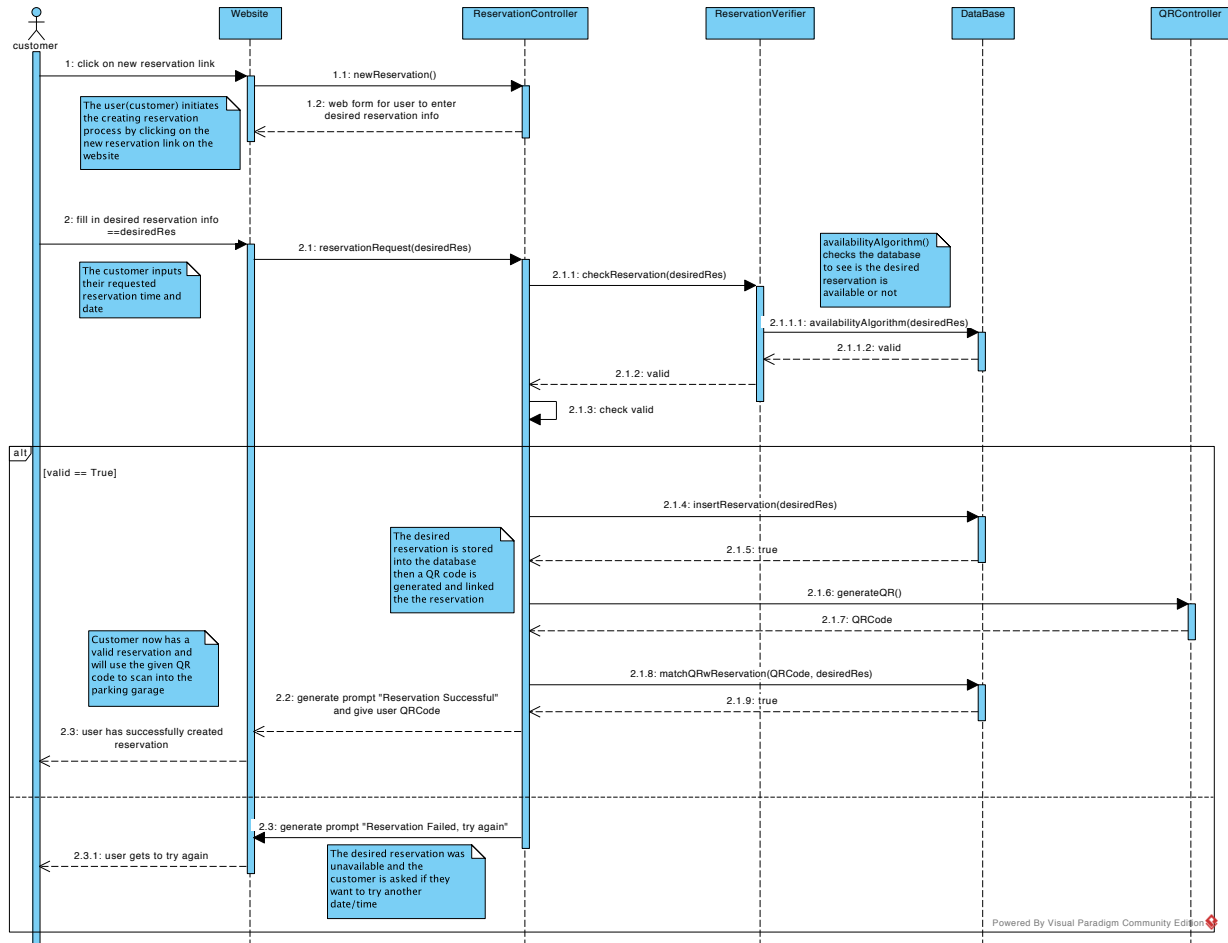 Website
ReservationController
ReservationVerifier
DataBase
QRController
customer
1: click on new reservation link
1.1: newReservation()
The user(customer) initiates
the creating reservation
process by clicking on the
new reservation link on the
website
1.2: web form for user to enter
desired reservation info
2: fill in desired reservation info
==desiredRes
2.1: reservationRequest(desiredRes)
The customer inputs
their requested
reservation time and
date
2.1.1: checkReservation(desiredRes)
availabilityAlgorithm()
checks the database
to see is the desired
reservation is
available or not
2.1.1.1: availabilityAlgorithm(desiredRes)
2.1.1.2: valid
2.1.2: valid
2.1.3: check valid
alt
[valid == True]
2.1.4: insertReservation(desiredRes)
The desired
reservation is stored
into the database
then a QR code is
generated and linked
the the reservation
2.1.5: true
2.1.6: generateQR()
2.1.7: QRCode
Customer now has a
valid reservation and
will use the given QR
code to scan into the
parking garage
2.1.8: matchQRwReservation(QRCode, desiredRes)
2.1.9: true
2.2: generate prompt "Reservation Successful"
and give user QRCode
2.3: user has successfully created
reservation
2.3: generate prompt "Reservation Failed, try again"
2.3.1: user gets to try again
The desired reservation was
unavailable and the
customer is asked if they
want to try another
date/time
Powered By Visual Paradigm Community Edition